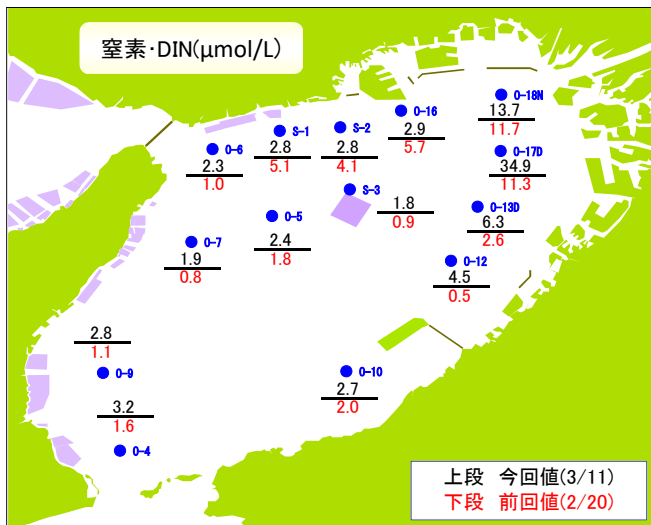 窒素・DIN(μmol/L)
O-18N
13.7
11.7
O-16
2.9
5.7
S-2
2.8
4.1
S-1
2.8
5.1
O-6
2.3
1.0
O-17D
34.9
11.3
S-3
1.8
0.9
O-13D
6.3
2.6
O-5
2.4
1.8
O-7
1.9
0.8
O-12
4.5
0.5
2.8
1.1
O-9
O-10
2.7
2.0
3.2
1.6
O-4
上段 今回値(3/11)
下段 前回値(2/20)